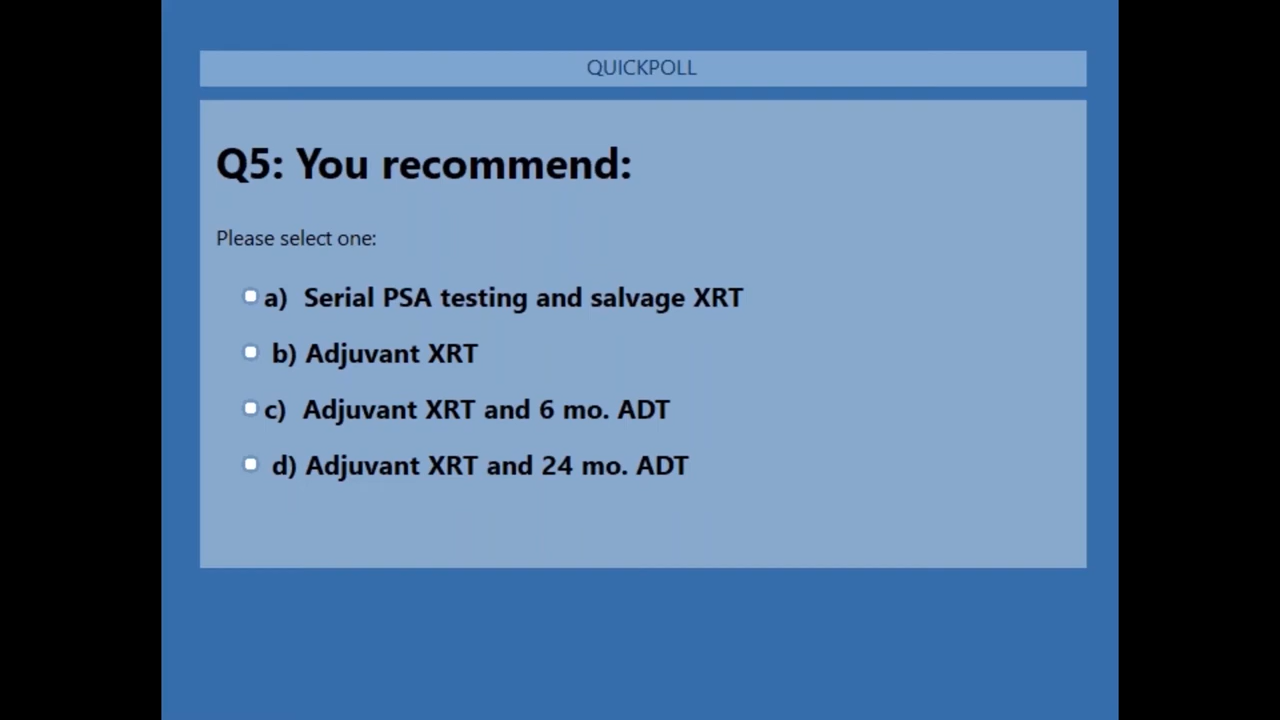 QUICKPOLL
Q5: You recommend:
Please select one:
a) Serial PSA testing and salvage XRT
b) Adjuvant XRT
c) Adjuvant XRT and 6 mo. ADT
d) Adjuvant XRT and 24 mo. ADT